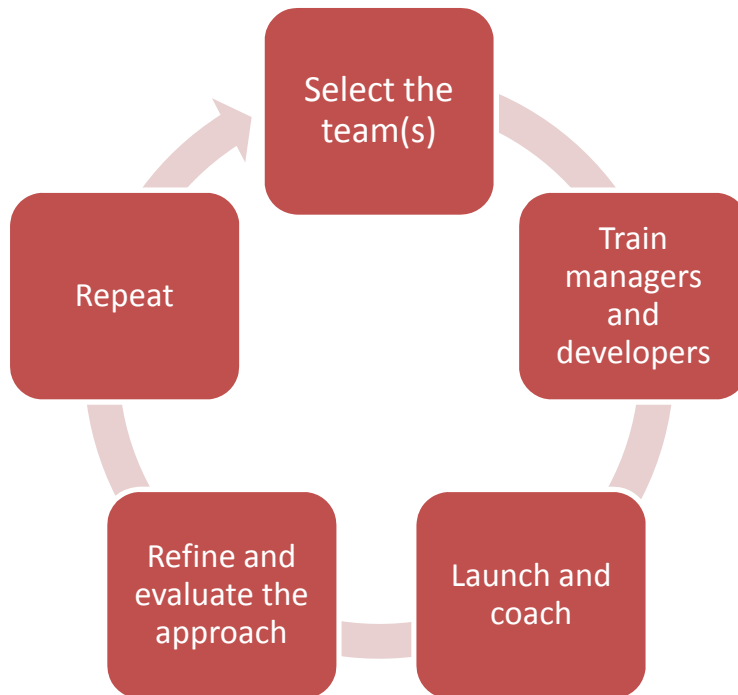 Select the
team(s)
Train
managers
and
developers
Launch and
coach
Refine and
evaluate the
approach
Repeat